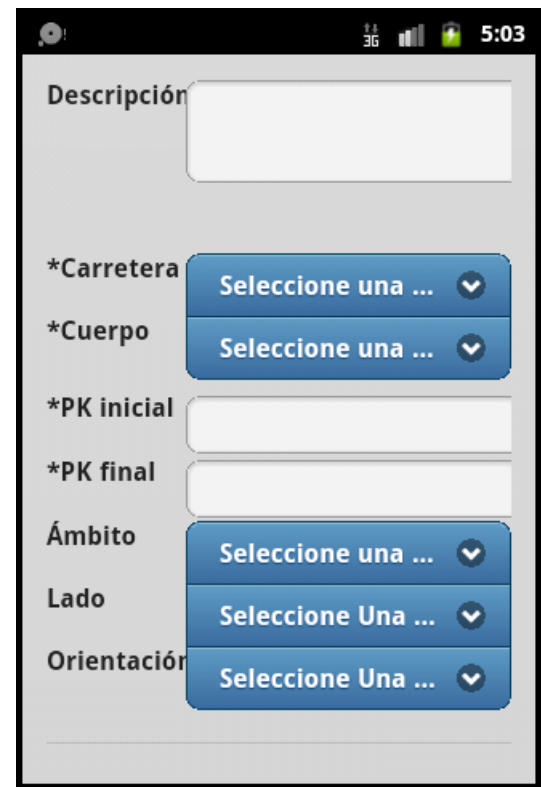 3G 5:03
Descripción
*Carretera Seleccione una ...
*Cuerpo Seleccione una ...
*PK inicial
*PK final
Ámbito Seleccione una ...
Lado Seleccione Una ...
Orientación Seleccione Una ...